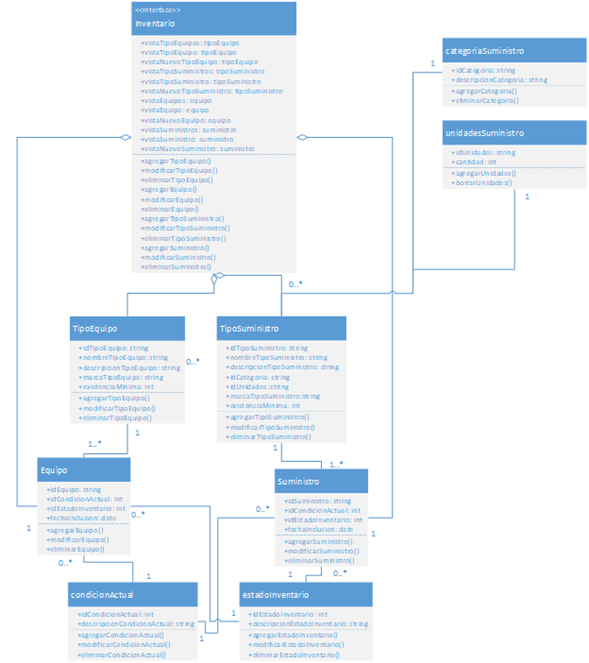 <<Interface>>
Inventario
+vistaTipoEquipos: tipoEquipo
+vistaTipoEquipo: tipoEquipo
+vistaNuevoTipoEquipo: tipoEquipo
+vistaTipoSuministros: tipoSuministro
+vistaTipoSuministro: tipoSuministro
+vistaNuevoTipoSuministro: tipoSuministro
+vistaEquipos: equipo
+vistaEquipo: equipo
+vistaNuevoEquipo: equipo
+vistaSuministros: suministro
+vistaSuministro: suministro
+vistaNuevoSuministro: suministro
+agregarTipoEquipo()
+modificarTipoEquipo()
+eliminarTipoEquipo()
+agregarEquipo()
+modificarEquipo()
+eliminarEquipo()
+agregarTipoSuministro()
+modificarTipoSuministro()
+eliminarTipoSuministro()
+agregarSuministro()
+modificarSuministro()
+eliminarSuministro()
categoriaSuministro
+idCategoria: string
+descripcionCategoria: string
+agregarCategoria()
+eliminarCategoria()
1
unidadesSuministro
+idUnidades: string
+cantidad: int
+agregarUnidades()
+borrarUnidades()
1
0..*
TipoEquipo
+idTipoEquipo: string
+nombreTipoEquipo: string
+descripcionTipoEquipo: string
+marcaTipoEquipo: string
+existenciaMinima: int
+agregarTipoEquipo()
+modificarTipoEquipo()
+eliminarTipoEquipo()
0..*
1
TipoSuministro
+idTipoSuministro: string
+nombreTipoSuministro: string
+descripcionTipoSuministro: string
+idCategoria: string
+idUnidades: string
+marcaTipoSuministro: string
+existenciaMinima: int
+agregarTipoSuministro()
+modificarTipoSuministro()
+eliminarTipoSuministro()
1
1..*
1..*
Equipo
+idEquipo: string
+idCondicionActual: int
+idEstadoInventario: int
+fechaInclusion: date
+agregarEquipo()
+modificarEquipo()
+eliminarEquipo()
0..*
1
0..*
Suministro
+idSuministro: string
+idCondicionActual: int
+idEstadoInventario: int
+fechaInclusion: date
+agregarSuministro()
+modificarSuministro()
+eliminarSuministro()
0..*
1
1
0..*
1
condicionActual
+idCondicionActual: int
+descripcionCondicionActual: string
+agregarCondicionActual()
+modificarCondicionActual()
+eliminarCondicionActual()
1
1
estadoInventario
+idEstadoInventario: int
+descripcionEstadoInventario: string
+agregarEstadoInventario()
+modificarEstadoInventario()
+eliminarEstadoInventario()